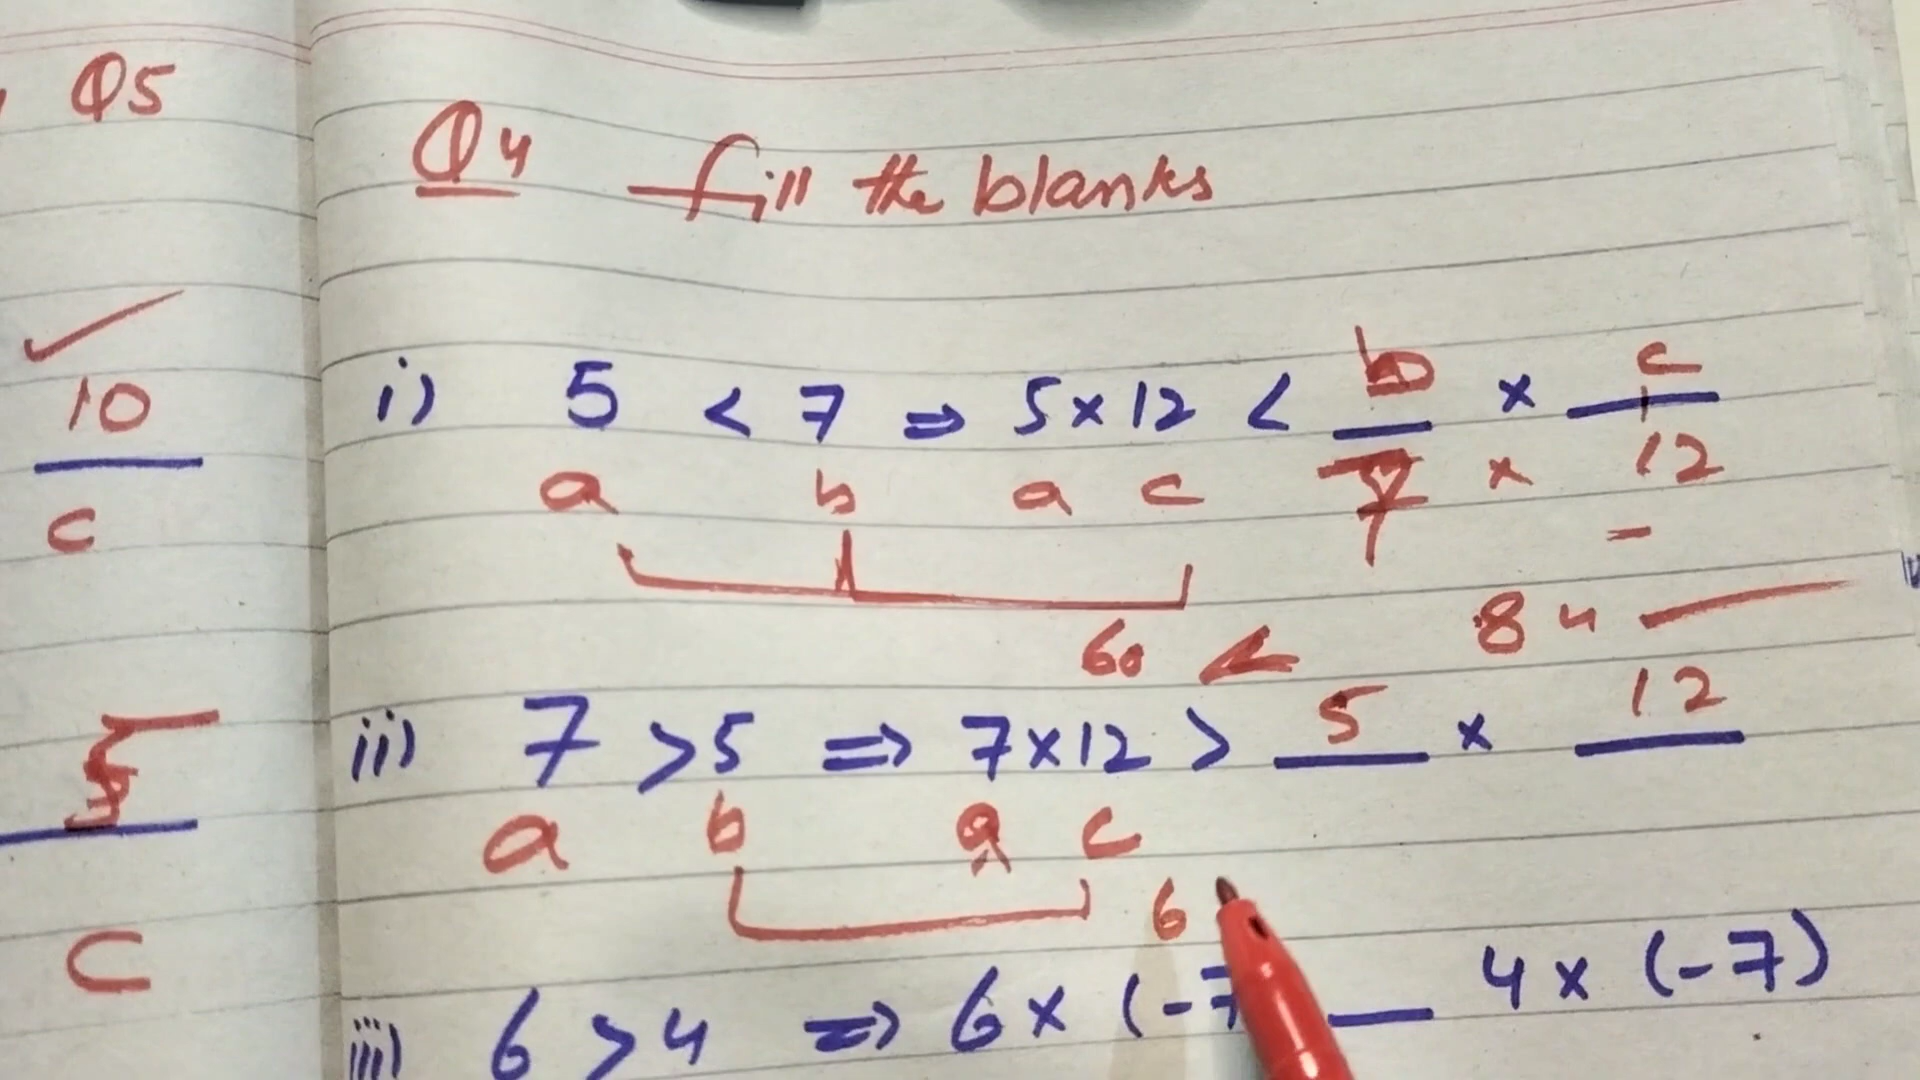 Q5
Q4 fill the blanks
10
C
i) 5 < 7 ⇒ 5 × 12 < b × c
a b a c 7 × 12
60 < 84
5
C
ii) 7 > 5 ⇒ 7 × 12 > 5 × 12
a b a c
6
iii) 6 > 4 ⇒ 6 × (-7 __ 4 × (-7)